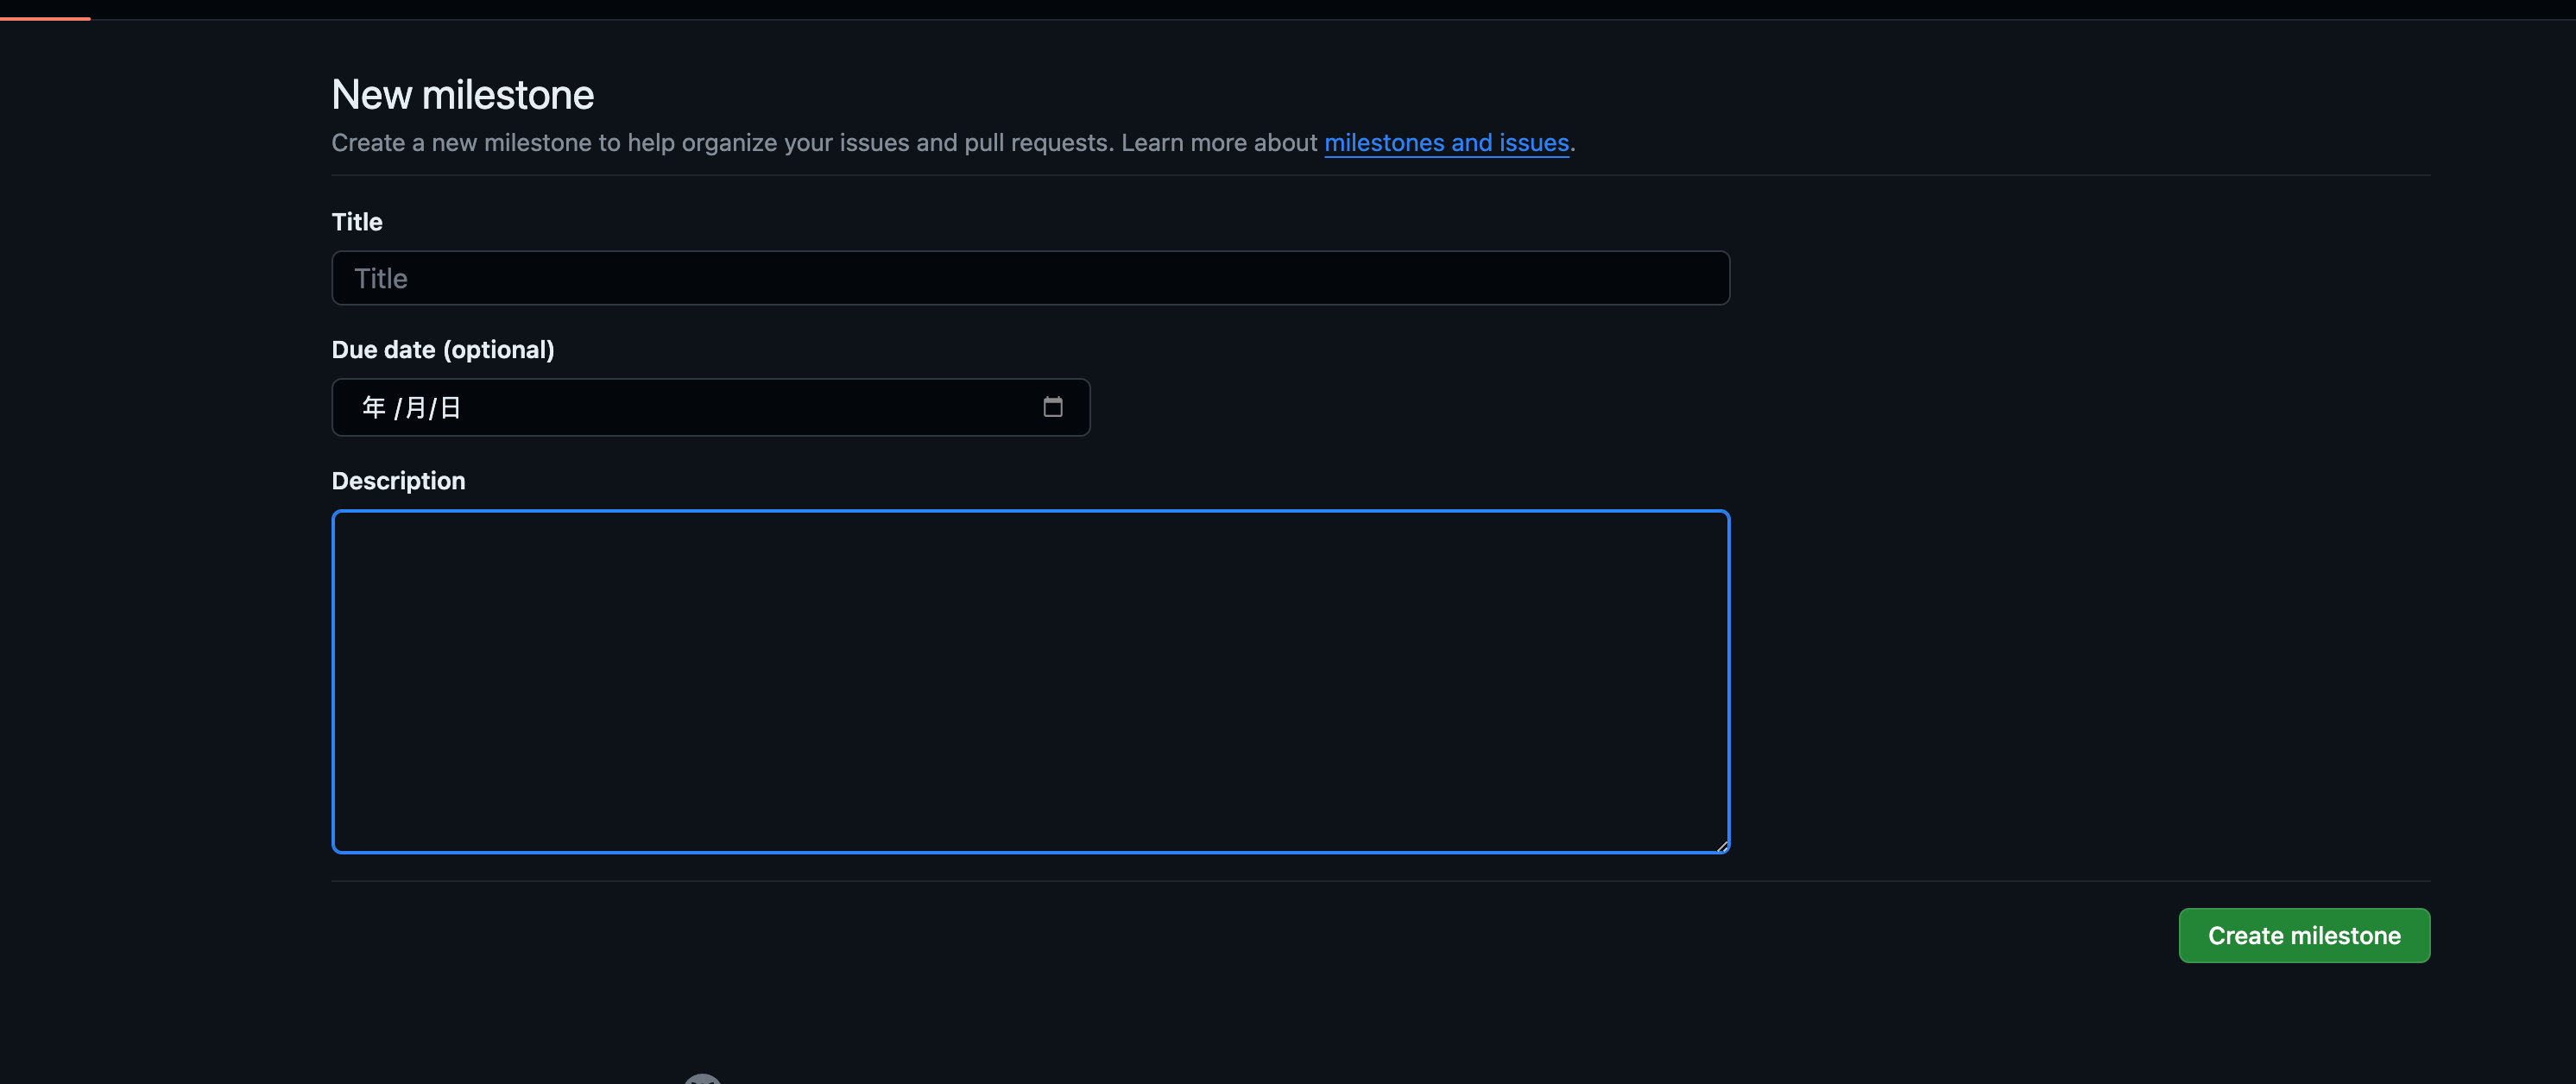 New milestone
Create a new milestone to help organize your issues and pull requests. Learn more about milestones and issues.
Title
Title
Due date (optional)
年 /月/日
Description
Create milestone